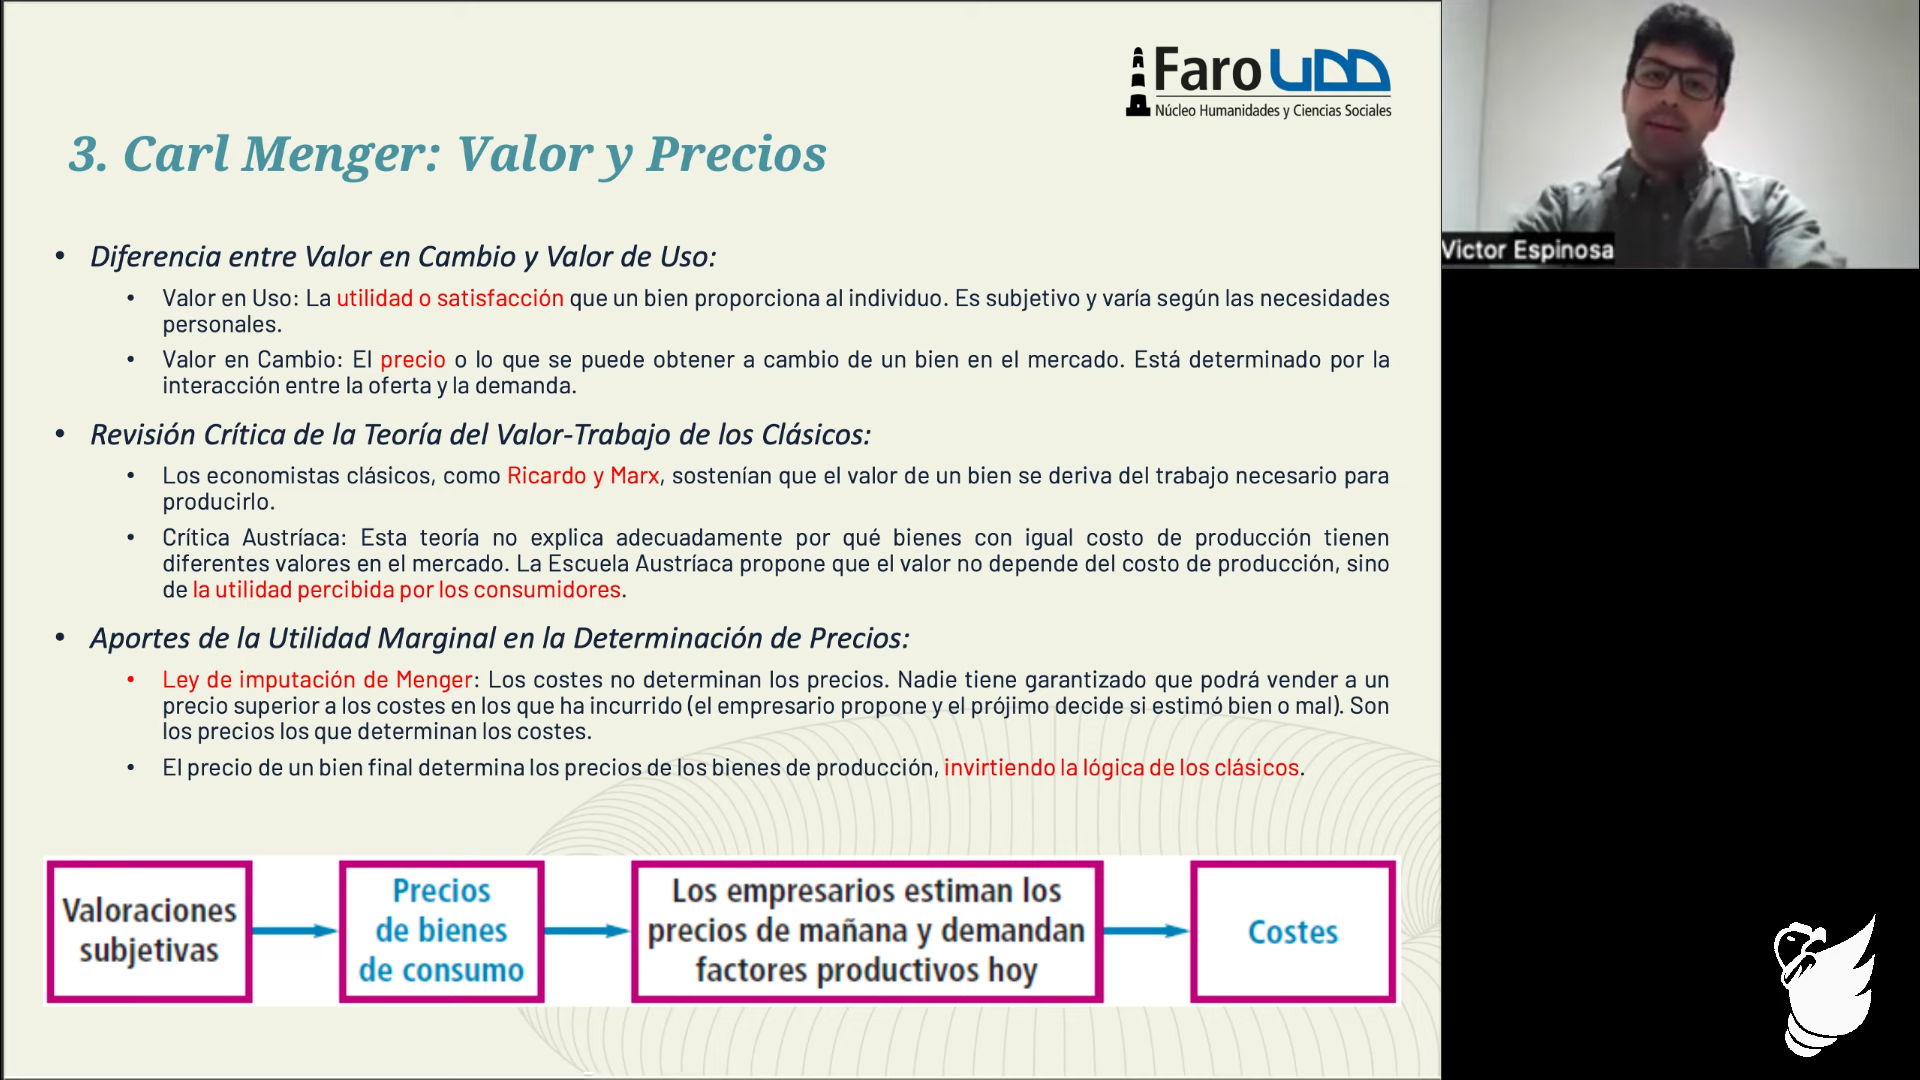 Faro UDD
Núcleo Humanidades y Ciencias Sociales
3. Carl Menger: Valor y Precios
• Diferencia entre Valor en Cambio y Valor de Uso:
• Valor en Uso: La utilidad o satisfacción que un bien proporciona al individuo. Es subjetivo y varía según las necesidades
personales.
• Valor en Cambio: El precio o lo que se puede obtener a cambio de un bien en el mercado. Está determinado por la
interacción entre la oferta y la demanda.
• Revisión Crítica de la Teoría del Valor-Trabajo de los Clásicos:
• Los economistas clásicos, como Ricardo y Marx, sostenían que el valor de un bien se deriva del trabajo necesario para
producirlo.
• Crítica Austríaca: Esta teoría no explica adecuadamente por qué bienes con igual costo de producción tienen
diferentes valores en el mercado. La Escuela Austríaca propone que el valor no depende del costo de producción, sino
de la utilidad percibida por los consumidores.
• Aportes de la Utilidad Marginal en la Determinación de Precios:
• Ley de imputación de Menger: Los costes no determinan los precios. Nadie tiene garantizado que podrá vender a un
precio superior a los costes en los que ha incurrido (el empresario propone y el prójimo decide si estimó bien o mal). Son
los precios los que determinan los costes.
• El precio de un bien final determina los precios de los bienes de producción, invirtiendo la lógica de los clásicos.
Valoraciones
subjetivas
Precios
de bienes
de consumo
Los empresarios estiman los
precios de mañana y demandan
factores productivos hoy
Costes
Victor Espinosa